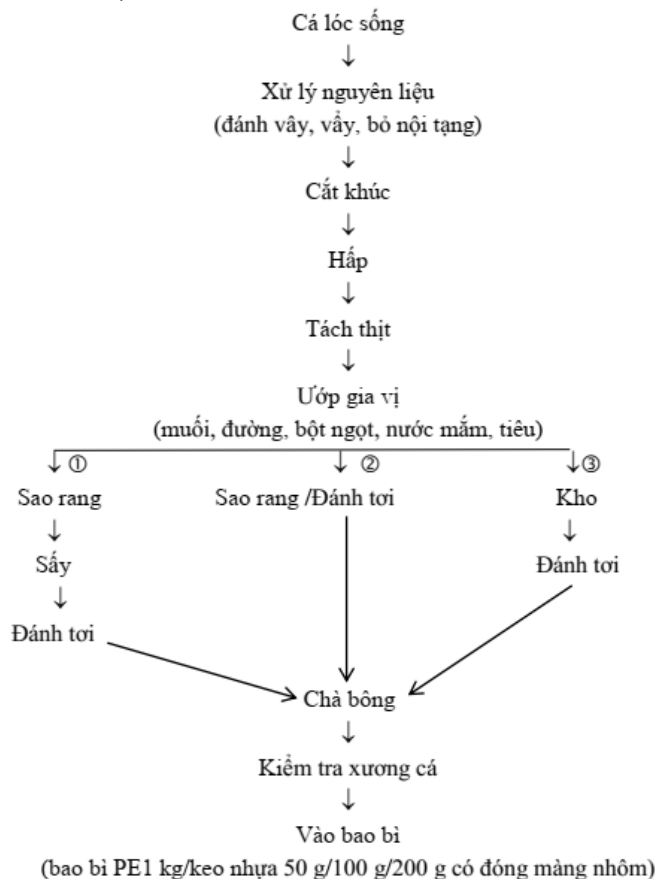 Cá lóc sống
↓
Xử lý nguyên liệu
(đánh vây, vẩy, bỏ nội tạng)
↓
Cắt khúc
↓
Hấp
↓
Tách thịt
↓
Ướp gia vị
(muối, đường, bột ngọt, nước mắm, tiêu)
↓ ① ↓ ② ↓ ③
Sao rang Sao rang /Đánh tơi Kho
↓ ↓
Sấy Đánh tơi
↓
Đánh tơi
Chà bông
↓
Kiểm tra xương cá
↓
Vào bao bì
(bao bì PE1 kg/keo nhựa 50 g/100 g/200 g có đóng màng nhôm)